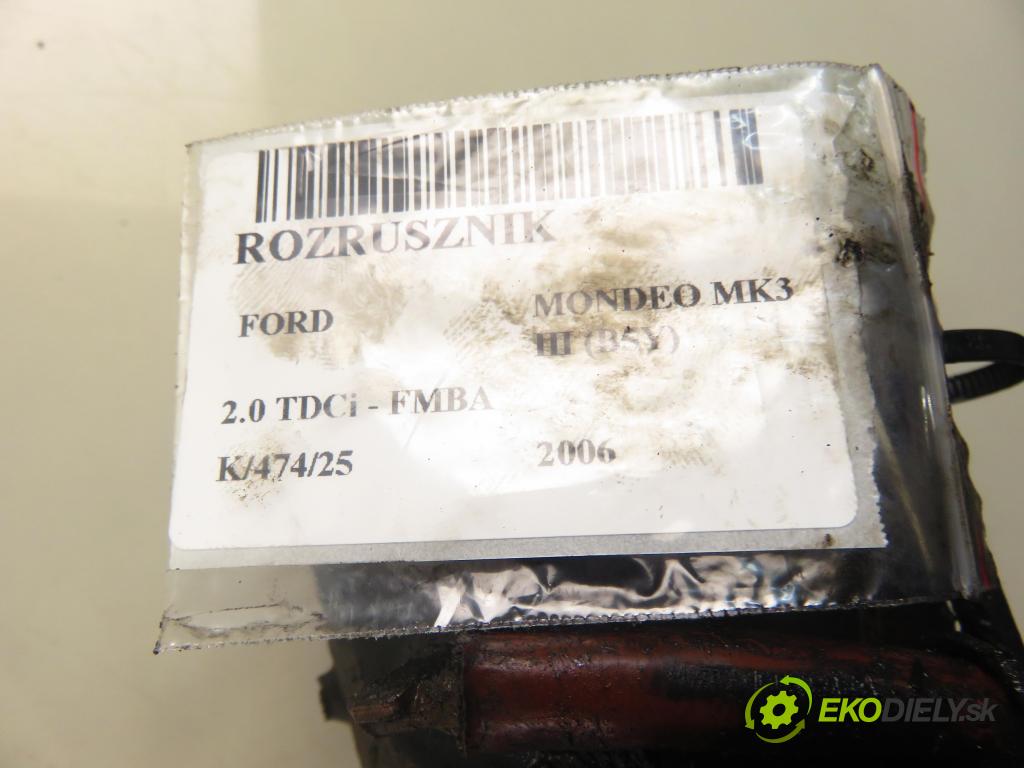 ROZRUSZNIK
FORD
MONDEO MK3
III (B5Y)
2.0 TDCi - FMBA
K/474/25
2006
EKODIELY.sk